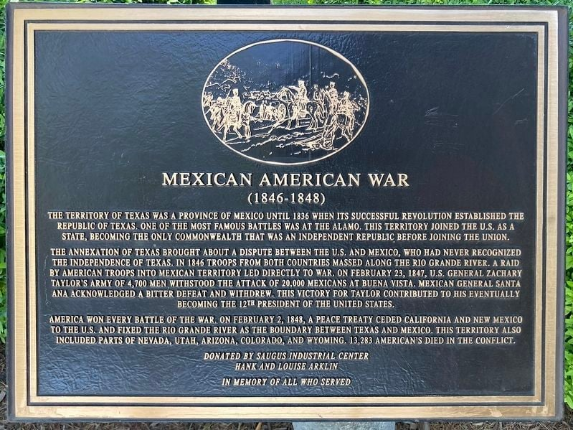 MEXICAN AMERICAN WAR
(1846-1848)
THE TERRITORY OF TEXAS WAS A PROVINCE OF MEXICO UNTIL 1836 WHEN ITS SUCCESSFUL REVOLUTION ESTABLISHED THE
REPUBLIC OF TEXAS. ONE OF THE MOST FAMOUS BATTLES WAS AT THE ALAMO. THIS TERRITORY JOINED THE U.S. AS A
STATE, BECOMING THE ONLY COMMONWEALTH THAT WAS AN INDEPENDENT REPUBLIC BEFORE JOINING THE UNION.
THE ANNEXATION OF TEXAS BROUGHT ABOUT A DISPUTE BETWEEN THE U.S. AND MEXICO, WHO HAD NEVER RECOGNIZED
THE INDEPENDENCE OF TEXAS. IN 1846 TROOPS FROM BOTH COUNTRIES MASSED ALONG THE RIO GRANDE RIVER. A RAID
BY AMERICAN TROOPS INTO MEXICAN TERRITORY LED DIRECTLY TO WAR. ON FEBRUARY 23, 1847, U.S. GENERAL ZACHARY
TAYLOR'S ARMY OF 4,700 MEN WITHSTOOD THE ATTACK OF 20,000 MEXICANS AT BUENA VISTA. MEXICAN GENERAL SANTA
ANA ACKNOWLEDGED A BITTER DEFEAT AND WITHDREW. THIS VICTORY FOR TAYLOR CONTRIBUTED TO HIS EVENTUALLY
BECOMING THE 12TH PRESIDENT OF THE UNITED STATES.
AMERICA WON EVERY BATTLE OF THE WAR. ON FEBRUARY 2, 1848, A PEACE TREATY CEDED CALIFORNIA AND NEW MEXICO
TO THE U.S. AND FIXED THE RIO GRANDE RIVER AS THE BOUNDARY BETWEEN TEXAS AND MEXICO. THIS TERRITORY ALSO
INCLUDED PARTS OF NEVADA, UTAH, ARIZONA, COLORADO, AND WYOMING. 13,283 AMERICAN'S DIED IN THE CONFLICT.
DONATED BY SAUGUS INDUSTRIAL CENTER
HANK AND LOUISE ARKLIN
IN MEMORY OF ALL WHO SERVED